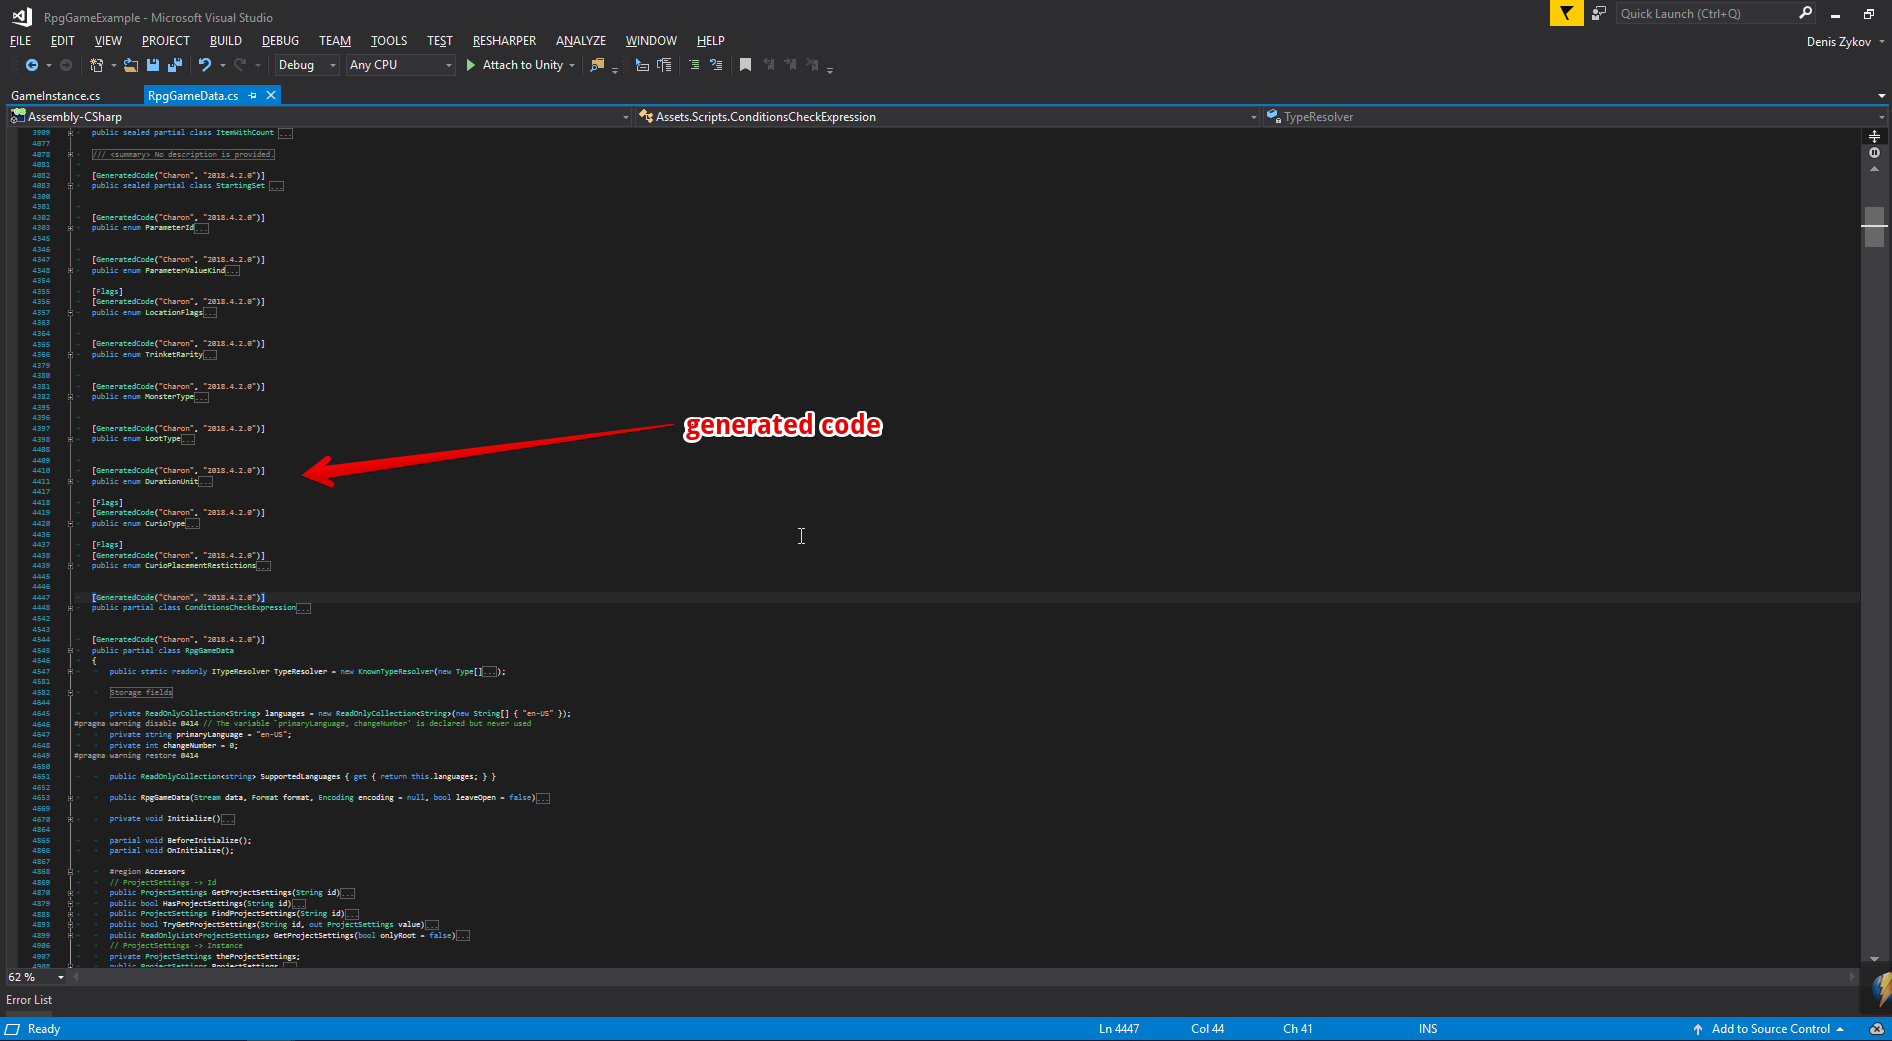 RpgGameExample - Microsoft Visual Studio
Quick Launch (Ctrl+Q)
FILE EDIT VIEW PROJECT BUILD DEBUG TEAM TOOLS TEST RESHARPER ANALYZE WINDOW HELP
Denis Zykov
Debug Any CPU Attach to Unity
GameInstance.cs RpgGameData.cs
Assembly-CSharp Assets.Scripts.ConditionsCheckExpression TypeResolver
3909 public sealed partial class ItemWithCount ...
4077
4078 /// <summary> No description is provided.
4081
4082 [GeneratedCode("Charon", "2018.4.2.0")]
4083 public sealed partial class StartingSet ...
4300
4301
4302 [GeneratedCode("Charon", "2018.4.2.0")]
4303 public enum ParameterId...
4345
4346
4347 [GeneratedCode("Charon", "2018.4.2.0")]
4348 public enum ParameterValueKind...
4354
4355 [Flags]
4356 [GeneratedCode("Charon", "2018.4.2.0")]
4357 public enum LocationFlags...
4363
4364
4365 [GeneratedCode("Charon", "2018.4.2.0")]
4366 public enum TrinketRarity...
4379
4380
4381 [GeneratedCode("Charon", "2018.4.2.0")]
4382 public enum MonsterType...
4395
4396
4397 [GeneratedCode("Charon", "2018.4.2.0")]
4398 public enum LootType...
generated code
4408
4409
4410 [GeneratedCode("Charon", "2018.4.2.0")]
4411 public enum DurationUnit...
4417
4418 [Flags]
4419 [GeneratedCode("Charon", "2018.4.2.0")]
4420 public enum CurioType...
4436
4437 [Flags]
4438 [GeneratedCode("Charon", "2018.4.2.0")]
4439 public enum CurioPlacementRestictions...
4445
4446
4447 [GeneratedCode("Charon", "2018.4.2.0")]
4448 public partial class ConditionsCheckExpression...
4542
4543
4544 [GeneratedCode("Charon", "2018.4.2.0")]
4545 public partial class RpgGameData
4546 {
4547 public static readonly ITypeResolver TypeResolver = new KnownTypeResolver(new Type[]...);
4581
4582 Storage fields
4644
4645 private ReadOnlyCollection<String> languages = new ReadOnlyCollection<String>(new String[] { "en-US" });
4646 #pragma warning disable 0414 // The variable `primaryLanguage, changeNumber' is declared but never used
4647 private string primaryLanguage = "en-US";
4648 private int changeNumber = 0;
4649 #pragma warning restore 0414
4650
4651 public ReadOnlyCollection<string> SupportedLanguages { get { return this.languages; } }
4652
4653 public RpgGameData(Stream data, Format format, Encoding encoding = null, bool leaveOpen = false)...
4669
4670 private void Initialize()...
4864
4865 partial void BeforeInitialize();
4866 partial void OnInitialize();
4867
4868 #region Accessors
4869 // ProjectSettings -> Id
4870 public ProjectSettings GetProjectSettings(String id)...
4879 public bool HasProjectSettings(String id)...
4885 public ProjectSettings FindProjectSettings(String id)...
4893 public bool TryGetProjectSettings(String id, out ProjectSettings value)...
4899 public ReadOnlyList<ProjectSettings> GetProjectSettings(bool onlyRoot = false)...
4906 // ProjectSettings -> Instance
4907 private ProjectSettings theProjectSettings;
4908 public ProjectSettings ProjectSettings ...
62 %
Error List
Ready Ln 4447 Col 44 Ch 41 INS Add to Source Control